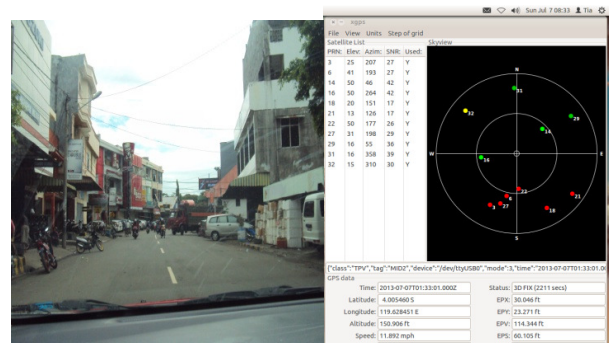 Sun Jul 7 08:33 Tia
xgps
File View Units Step of grid
Satellite List Skyview
PRN: Elev: Azim: SNR: Used:
3 25 207 27 Y
6 41 193 27 Y
14 50 46 42 Y
16 50 264 42 Y
18 20 151 17 Y
21 13 126 17 Y
22 50 177 26 Y
27 31 198 29 Y
29 16 55 36 Y
31 16 358 39 Y
32 15 310 30 Y
N
31
32
29
14
W
E
16
22
6
21
3
27
18
S
{"class":"TPV","tag":"MID2","device":"/dev/ttyUSB0","mode":3,"time":"2013-07-07T01:33:01.00
GPS data
Time: 2013-07-07T01:33:01.000Z Status: 3D FIX (2211 secs)
Latitude: 4.005460 S EPX: 30.046 ft
Longitude: 119.628451 E EPY: 23.271 ft
Altitude: 150.906 ft EPV: 114.344 ft
Speed: 11.892 mph EPS: 60.105 ft